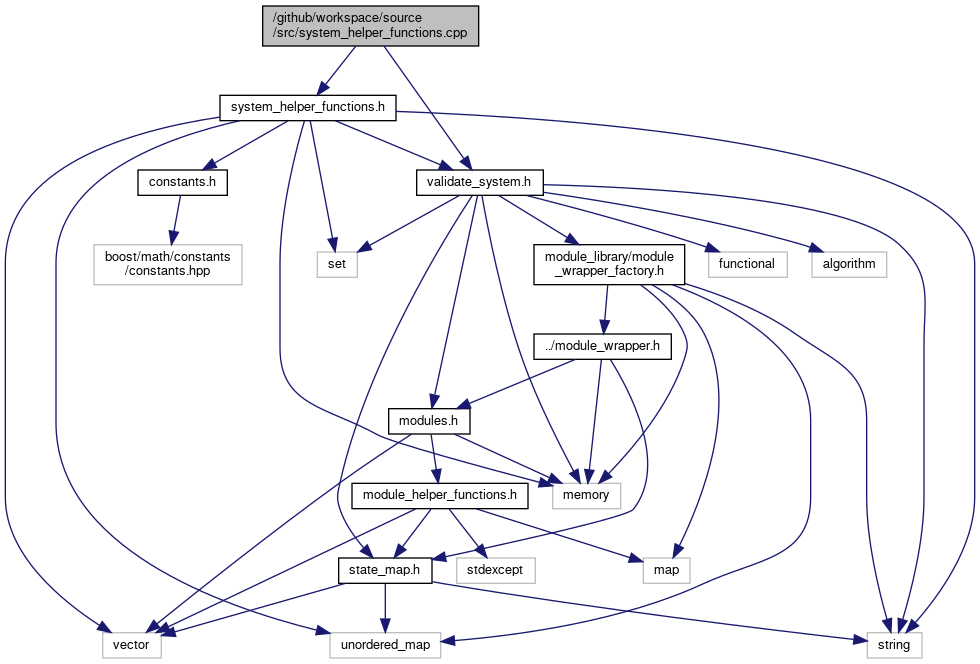 /github/workspace/source
/src/system_helper_functions.cpp
system_helper_functions.h
constants.h
validate_system.h
boost/math/constants
/constants.hpp
set
module_library/module
_wrapper_factory.h
functional
algorithm
../module_wrapper.h
modules.h
module_helper_functions.h
memory
state_map.h
stdexcept
map
vector
unordered_map
string